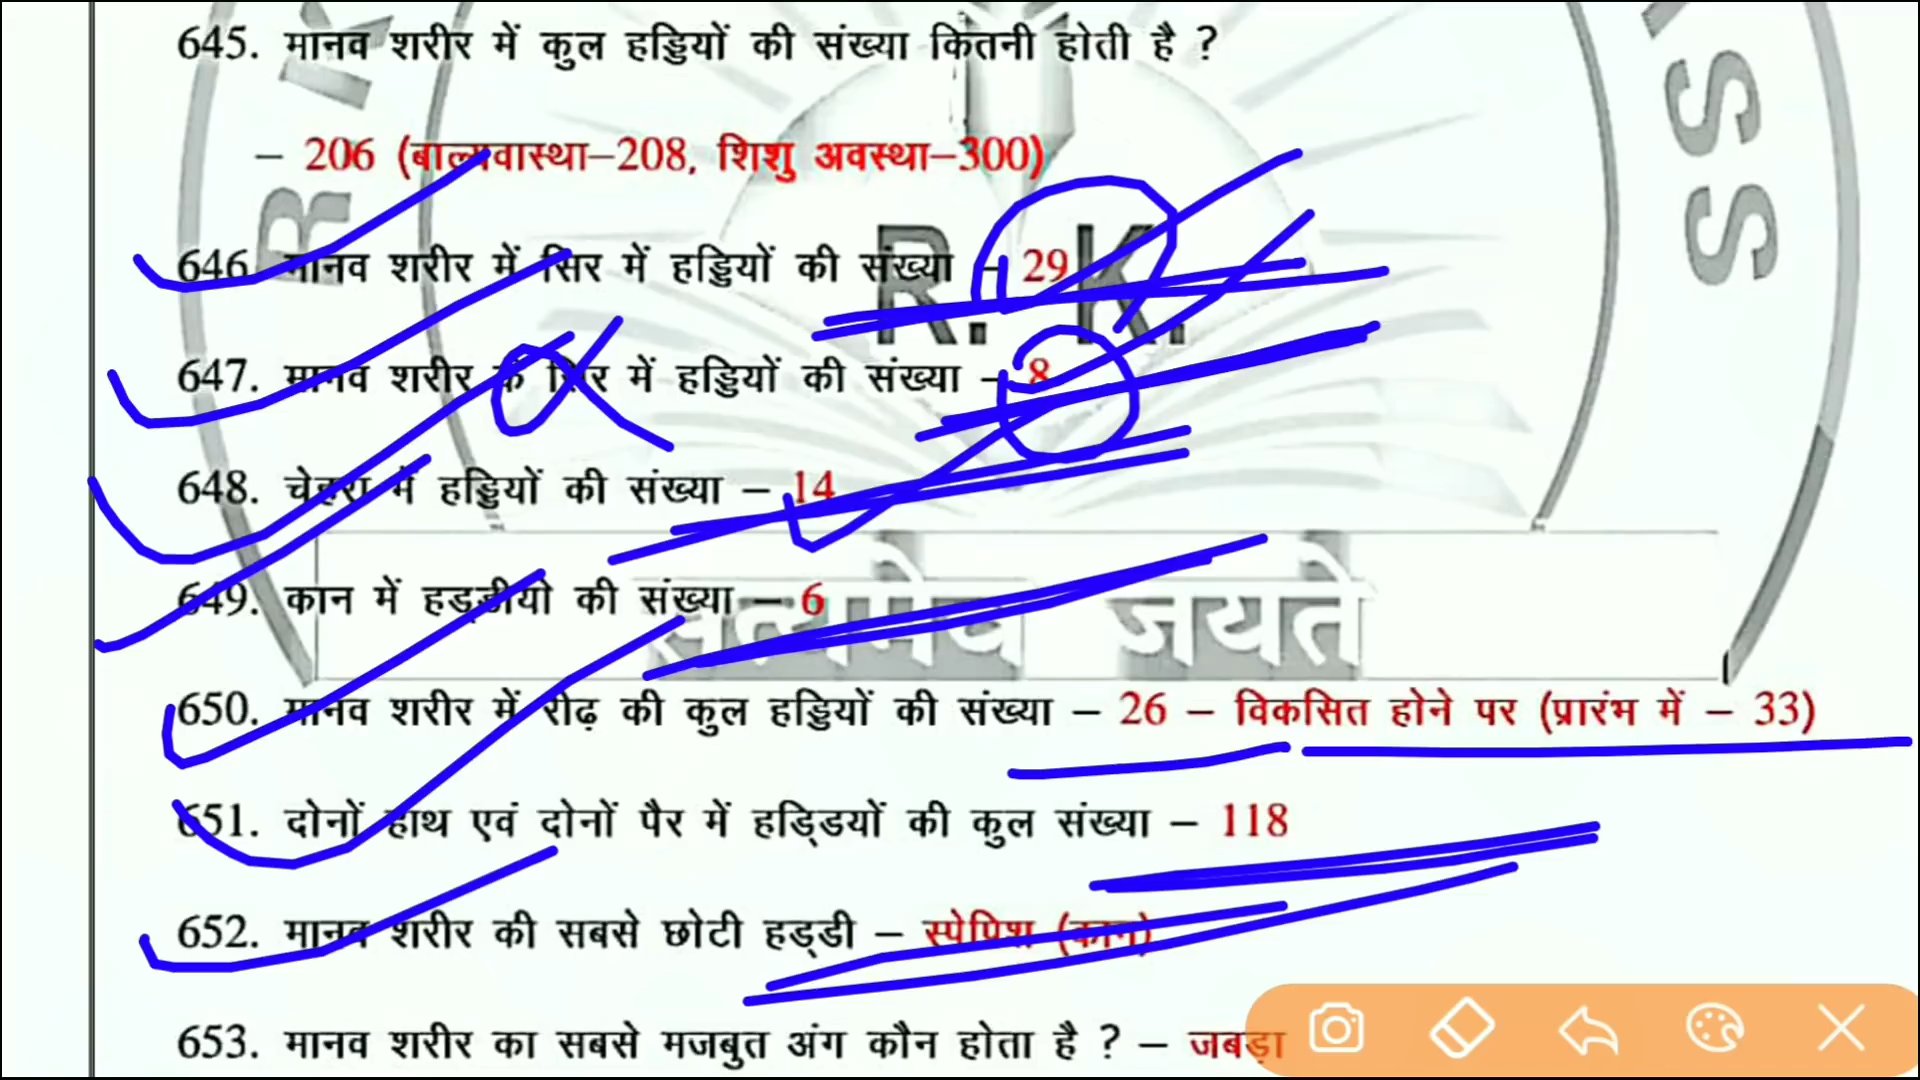 645. मानव शरीर में कुल हड्डियों की संख्या कितनी होती है ?
– 206 (बाल्यवास्था–208, शिशु अवस्था–300)
646. मानव शरीर में सिर में हड्डियों की संख्या – 29
647. मानव शरीर के सिर में हड्डियों की संख्या – 8
648. चेहरा में हड्डियों की संख्या – 14
649. कान में हड्डीयो की संख्या – 6
650. मानव शरीर में रीढ़ की कुल हड्डियों की संख्या – 26 – विकसित होने पर (प्रारंभ में – 33)
651. दोनों हाथ एवं दोनों पैर में हड्डियों की कुल संख्या – 118
652. मानव शरीर की सबसे छोटी हड्डी – स्पेपिश (कान)
653. मानव शरीर का सबसे मजबुत अंग कौन होता है ? – जबड़ा
R. K.
सत्यमेव जयते
R K
S S